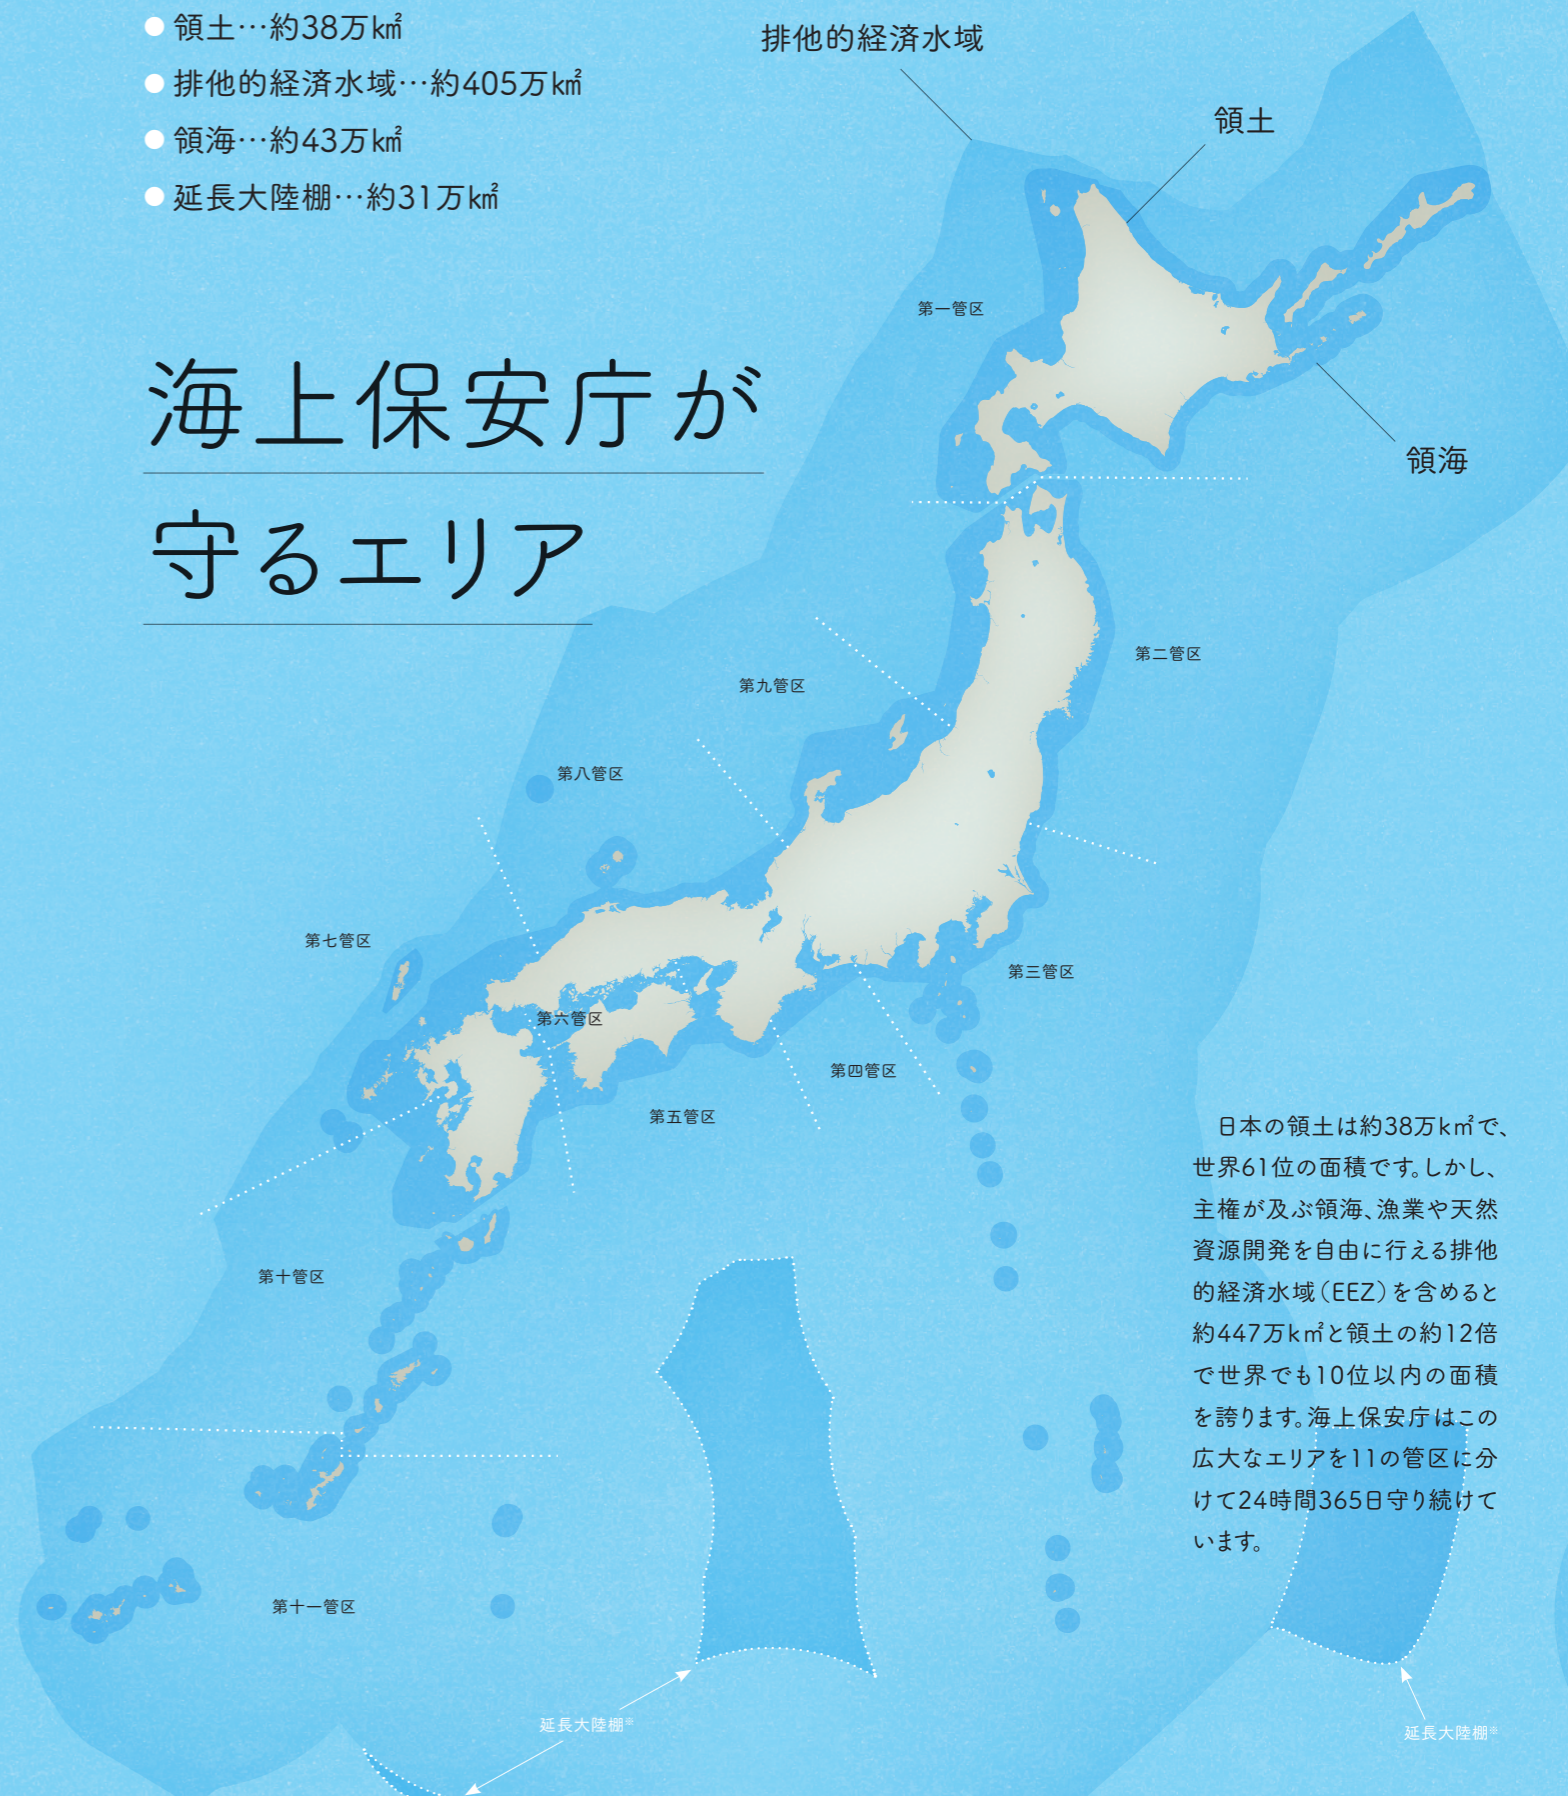 ●領土…約38万㎢
●排他的経済水域…約405万㎢
●領海…約43万㎢
●延長大陸棚…約31万㎢
排他的経済水域
領土
第一管区
海上保安庁が
守るエリア
領海
第二管区
第九管区
第八管区
第七管区
第三管区
第六管区
第四管区
第五管区
日本の領土は約38万k㎡で、
世界61位の面積です。しかし、
主権が及ぶ領海、漁業や天然
資源開発を自由に行える排他
的経済水域（EEZ）を含めると
約447万k㎡と領土の約12倍
で世界でも10位以内の面積
を誇ります。海上保安庁はこの
広大なエリアを11の管区に分
けて24時間365日守り続けて
います。
第十管区
第十一管区
延長大陸棚※
延長大陸棚※